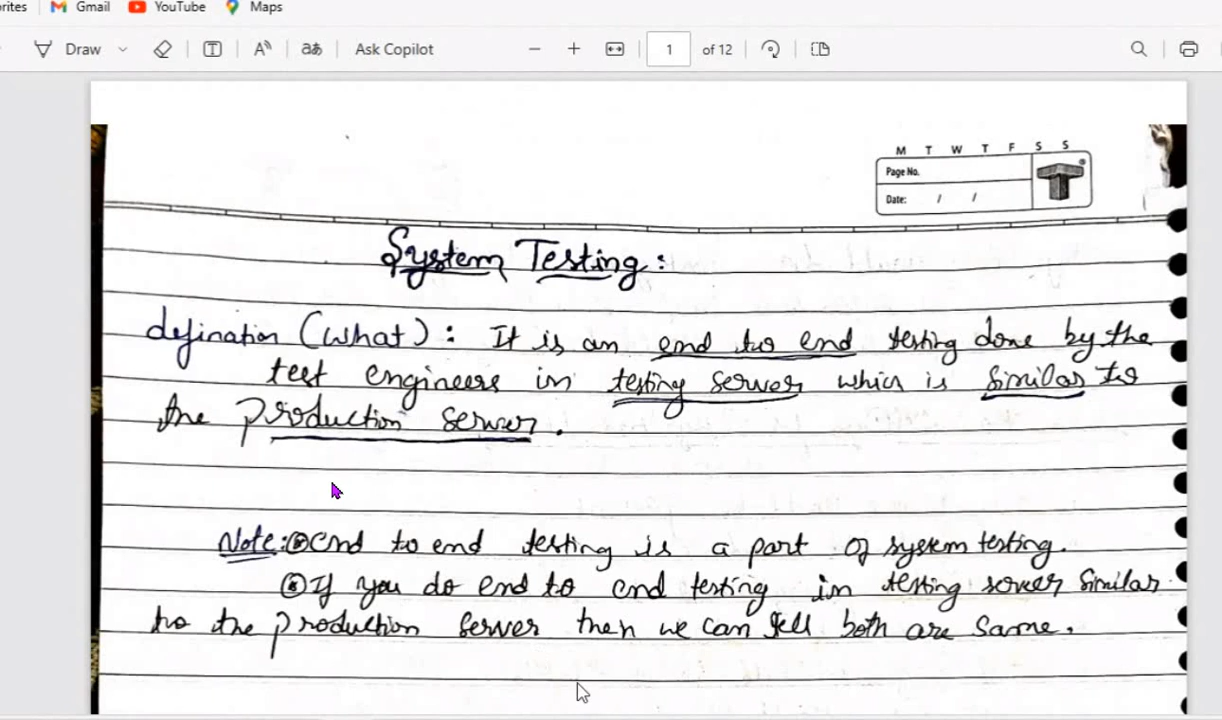 rites Gmail YouTube Maps
Draw aあ Ask Copilot 1 of 12
M T W T F S S
Page No.
Date: / /
System Testing:
defination (What): It is an end to end testing done by the
test engineers in testing server which is similar to
the production server.
Note: end to end testing is a part of system testing.
If you do end to end testing in testing server similar
to the production server then we can tell both are same.